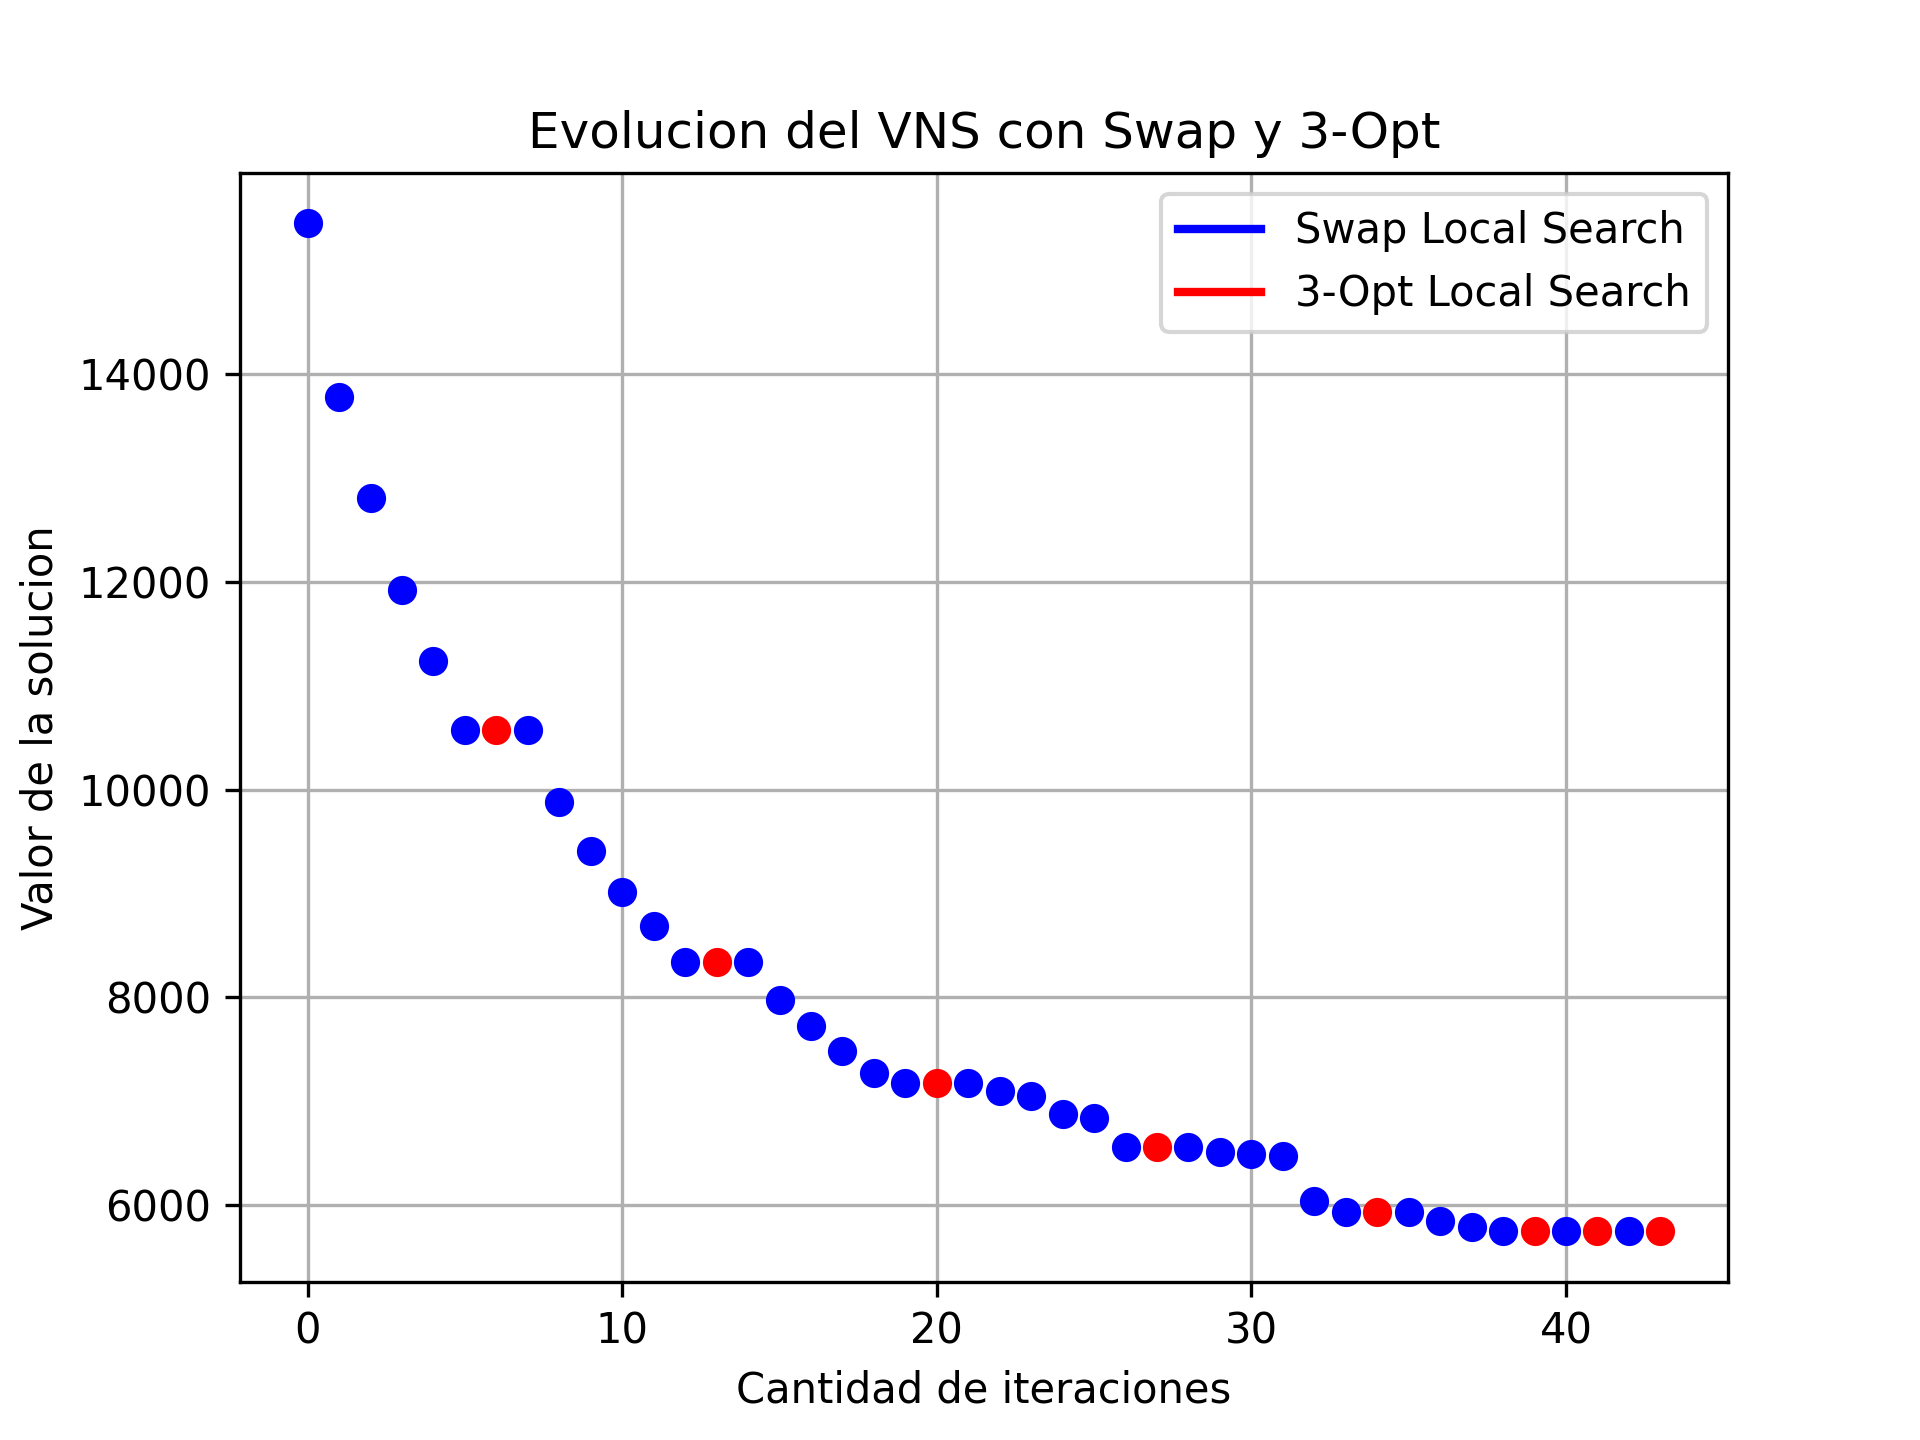 Evolucion del VNS con Swap y 3-Opt
Swap Local Search
3-Opt Local Search
Valor de la solucion
14000
12000
10000
8000
6000
0 10 20 30 40
Cantidad de iteraciones